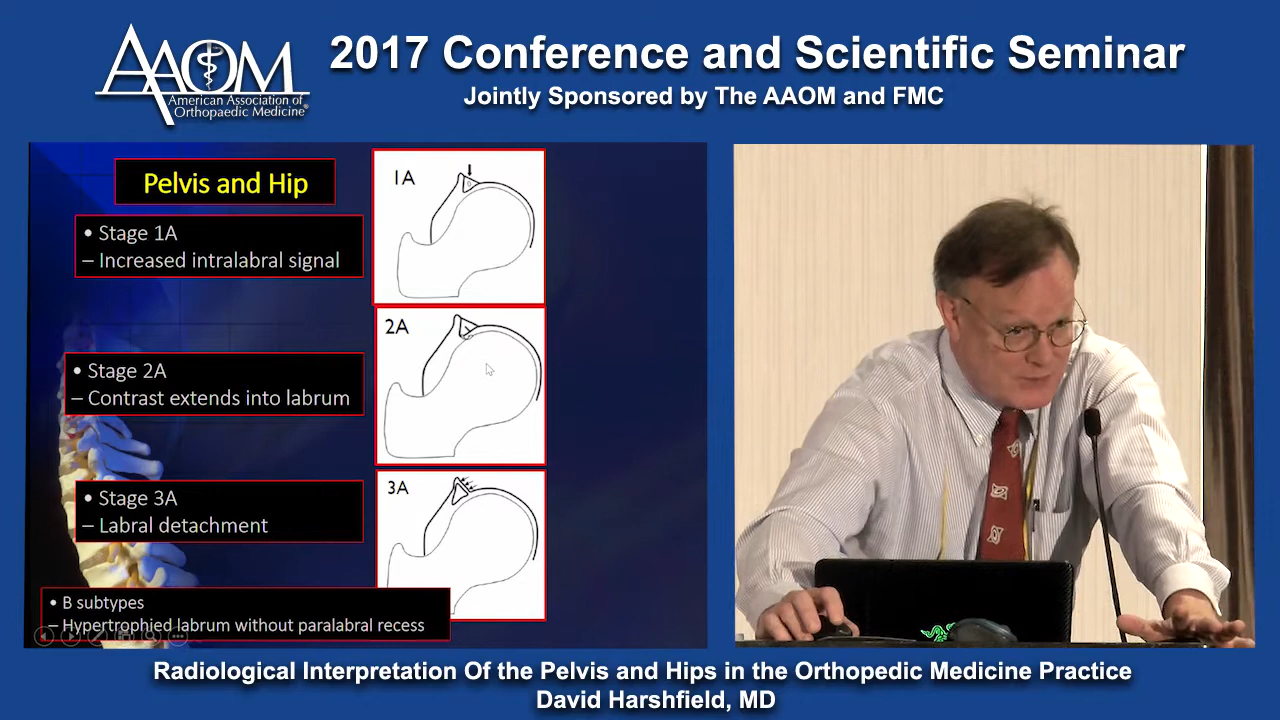 AAOM
American Association of
Orthopaedic Medicine®
2017 Conference and Scientific Seminar
Jointly Sponsored by The AAOM and FMC
Pelvis and Hip
• Stage 1A
– Increased intralabral signal
1A
• Stage 2A
– Contrast extends into labrum
2A
• Stage 3A
– Labral detachment
3A
• B subtypes
– Hypertrophied labrum without paralabral recess
Radiological Interpretation Of the Pelvis and Hips in the Orthopedic Medicine Practice
David Harshfield, MD